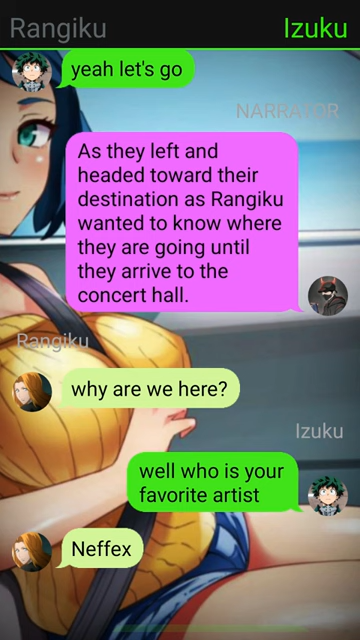 Rangiku Izuku
yeah let's go
NARRATOR
As they left and
headed toward their
destination as Rangiku
wanted to know where
they are going until
they arrive to the
concert hall.
Rangiku
why are we here?
Izuku
well who is your
favorite artist
Neffex